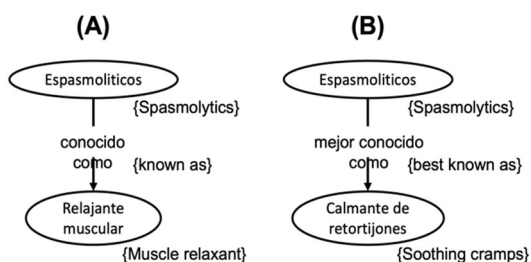 (A)
Espasmoliticos
{Spasmolytics}
conocido
como
{known as}
Relajante
muscular
{Muscle relaxant}
(B)
Espasmoliticos
{Spasmolytics}
mejor conocido
como
{best known as}
Calmante de
retortijones
{Soothing cramps}